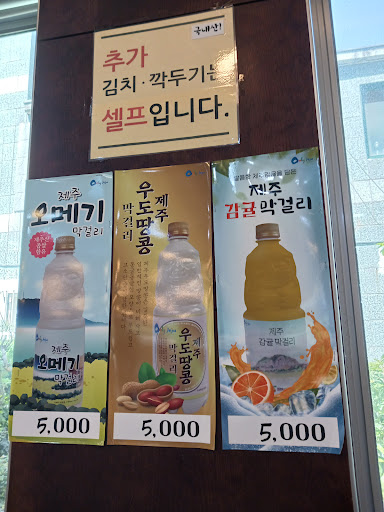 국내산!
추가
김치·깍두기는
셀프입니다.
제주
오메기
막걸리
제주
오메기
막걸리
5,000
제주
우도땅콩
막걸리
제주
우도땅콩
막걸리
5,000
제주
감귤막걸리
제주
감귤 막걸리
5,000